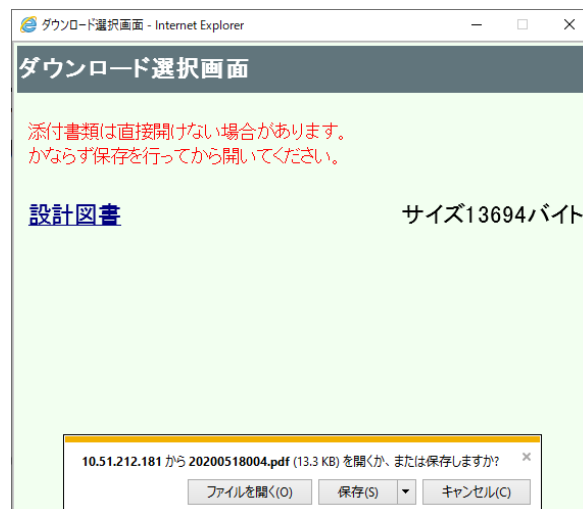 ダウンロード選択画面 - Internet Explorer
ダウンロード選択画面
添付書類は直接開けない場合があります。
かならず保存を行ってから開いてください。
設計図書 サイズ13694バイト
10.51.212.181 から 20200518004.pdf (13.3 KB) を開くか、または保存しますか?
ファイルを開く(O) 保存(S) キャンセル(C)